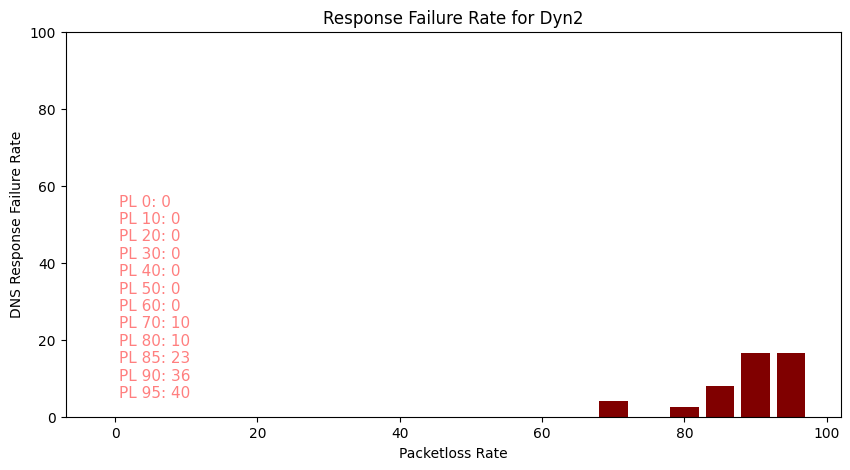 Response Failure Rate for Dyn2
100
80
60
40
20
0
DNS Response Failure Rate
PL 0: 0
PL 10: 0
PL 20: 0
PL 30: 0
PL 40: 0
PL 50: 0
PL 60: 0
PL 70: 10
PL 80: 10
PL 85: 23
PL 90: 36
PL 95: 40
0 20 40 60 80 100
Packetloss Rate